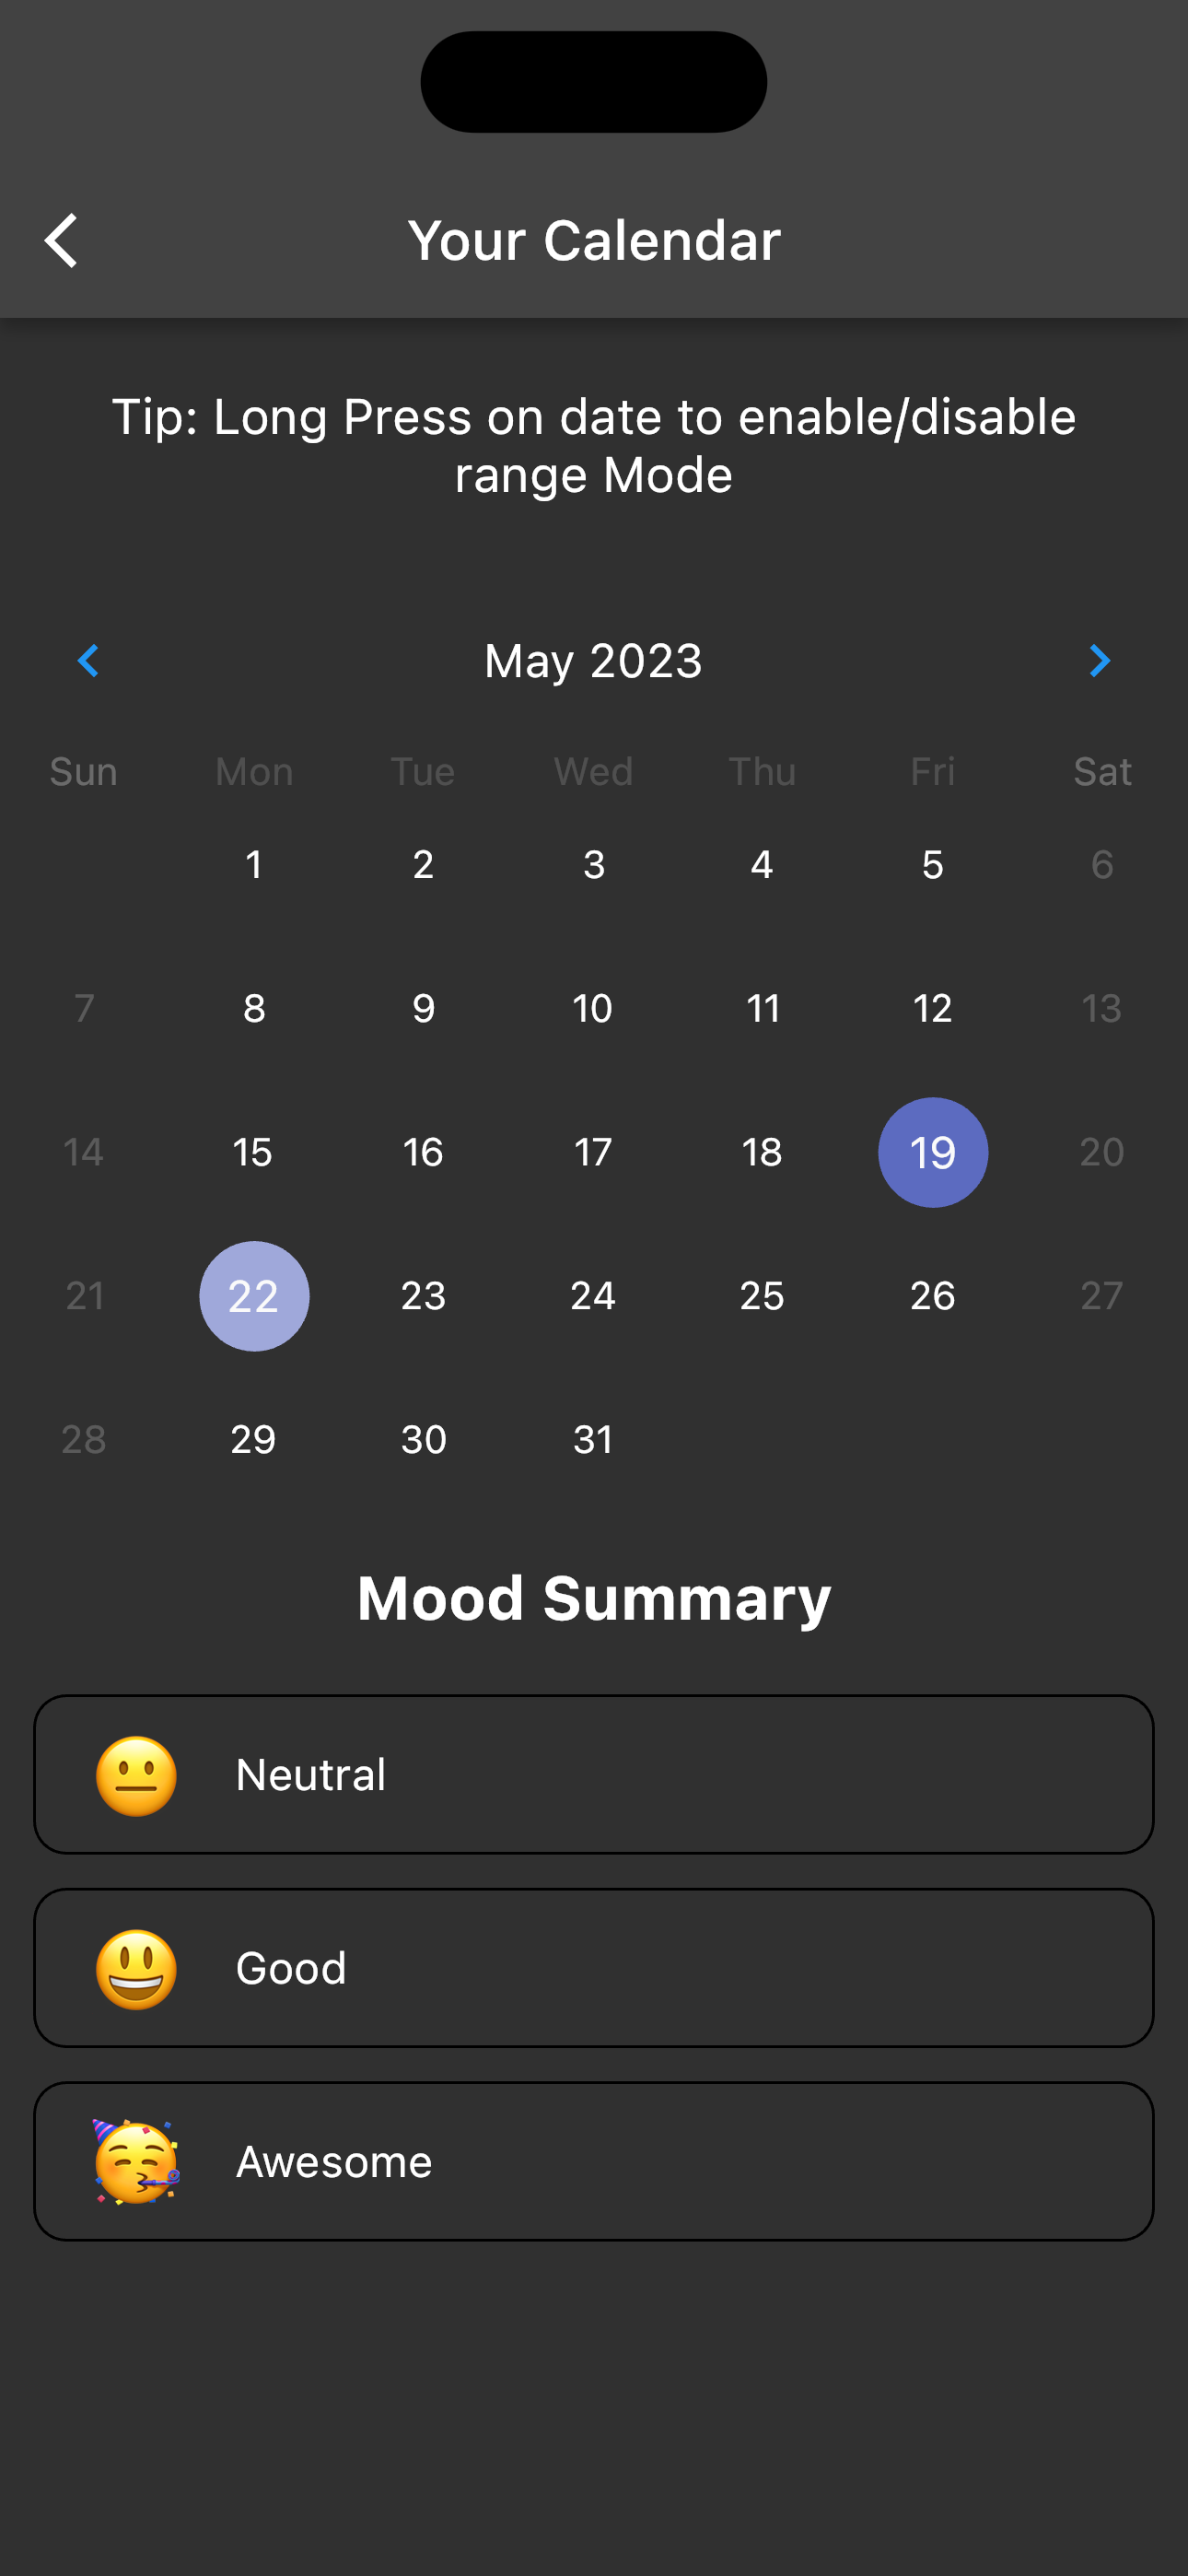 Your Calendar
Tip: Long Press on date to enable/disable
range Mode
May 2023
Sun Mon Tue Wed Thu Fri Sat
1 2 3 4 5 6
7 8 9 10 11 12 13
14 15 16 17 18 19 20
21 22 23 24 25 26 27
28 29 30 31
Mood Summary
Neutral
Good
Awesome